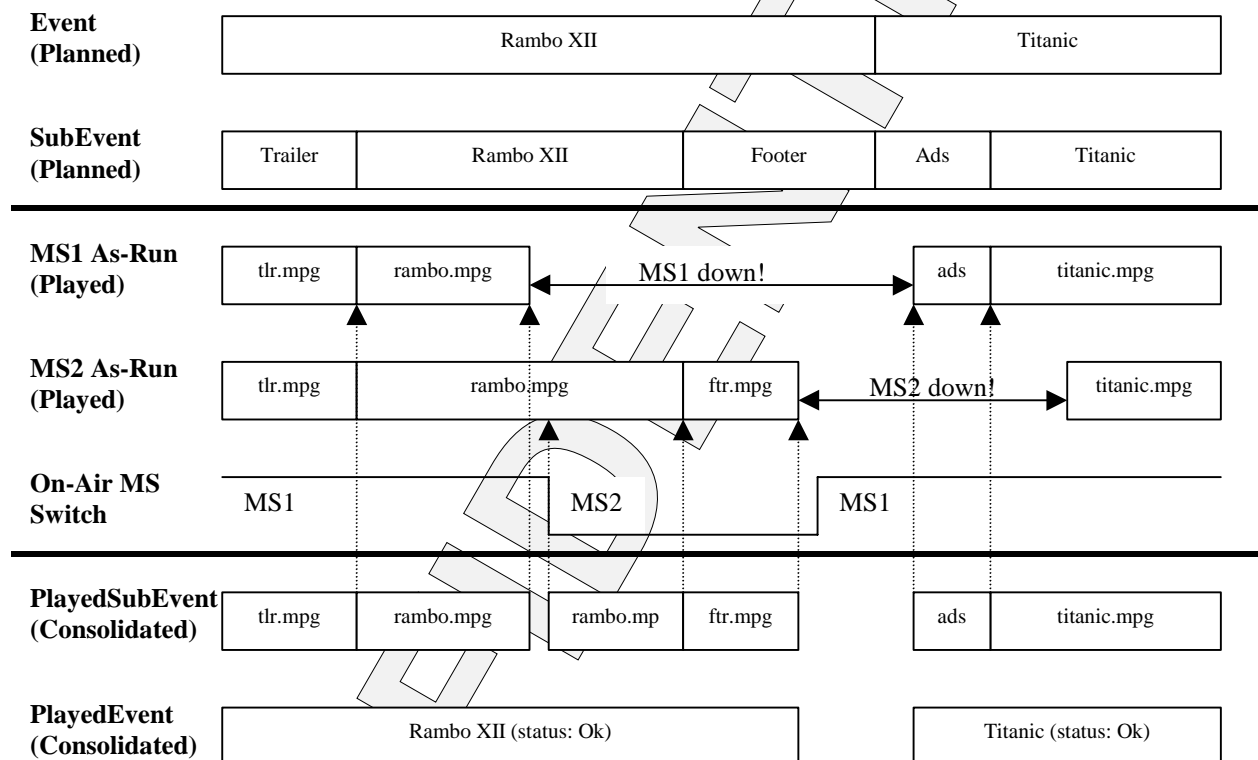 Event
(Planned)
Rambo XII
Titanic
SubEvent
(Planned)
Trailer
Rambo XII
Footer
Ads
Titanic
MS1 As-Run
(Played)
tlr.mpg
rambo.mpg
MS1 down!
ads
titanic.mpg
MS2 As-Run
(Played)
tlr.mpg
rambo.mpg
ftr.mpg
MS2 down!
titanic.mpg
On-Air MS
Switch
MS1
MS2
MS1
PlayedSubEvent
(Consolidated)
tlr.mpg
rambo.mpg
rambo.mp
ftr.mpg
ads
titanic.mpg
PlayedEvent
(Consolidated)
Rambo XII (status: Ok)
Titanic (status: Ok)